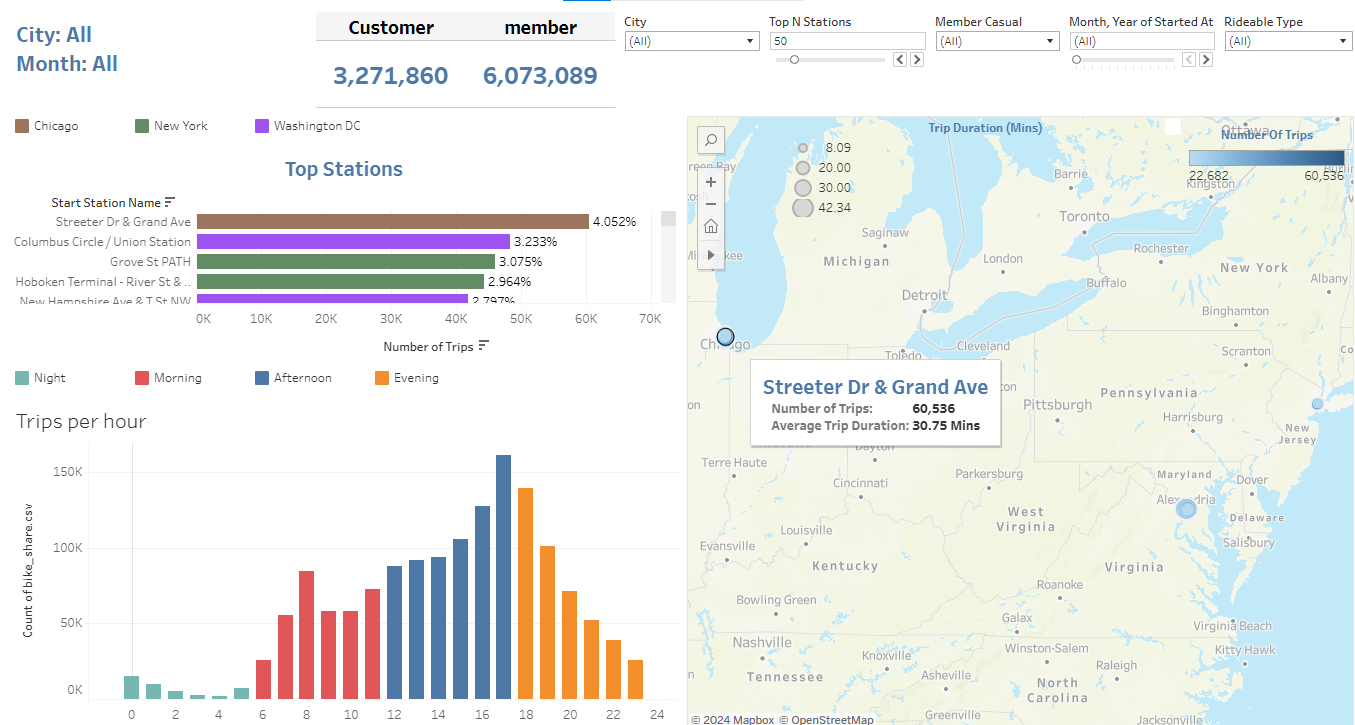 City: All
Month: All
Customer member
3,271,860 6,073,089
City
(All)
Top N Stations
50
Member Casual
(All)
Month, Year of Started At
(All)
Rideable Type
(All)
Chicago New York Washington DC
Top Stations
Start Station Name
Streeter Dr & Grand Ave 4.052%
Columbus Circle / Union Station 3.233%
Grove St PATH 3.075%
Hoboken Terminal - River St & .. 2.964%
New Hampshire Ave & T St NW 2.797%
0K 10K 20K 30K 40K 50K 60K 70K
Number of Trips
Night Morning Afternoon Evening
Trips per hour
Count of bike_share.csv
150K
100K
50K
0K
0 2 4 6 8 10 12 14 16 18 20 22 24
Trip Duration (Mins)
8.09
20.00
30.00
42.34
Number Of Trips
22,682 60,536
Ottawa
Barrie
Kingston
Toronto
Saginaw
Michigan
London
Rochester
New York
Albany
Buffalo
Detroit
Binghamton
Chicago
Toledo
Cleveland
Scranton
Streeter Dr & Grand Ave
Number of Trips: 60,536
Average Trip Duration: 30.75 Mins
Pennsylvania
Pittsburgh
Harrisburg
New
Jersey
Dayton
Terre Haute
Cincinnati
Parkersburg
Maryland
Dover
Alexandria
Delaware
West
Virginia
Salisbury
Louisville
Evansville
Kentucky
Virginia
Roanoke
Bowling Green
Galax
Virginia Beach
Nashville
Knoxville
Winston-Salem
Kitty Hawk
Tennessee
Raleigh
Asheville
North
Carolina
Greenville
Jacksonville
© 2024 Mapbox © OpenStreetMap